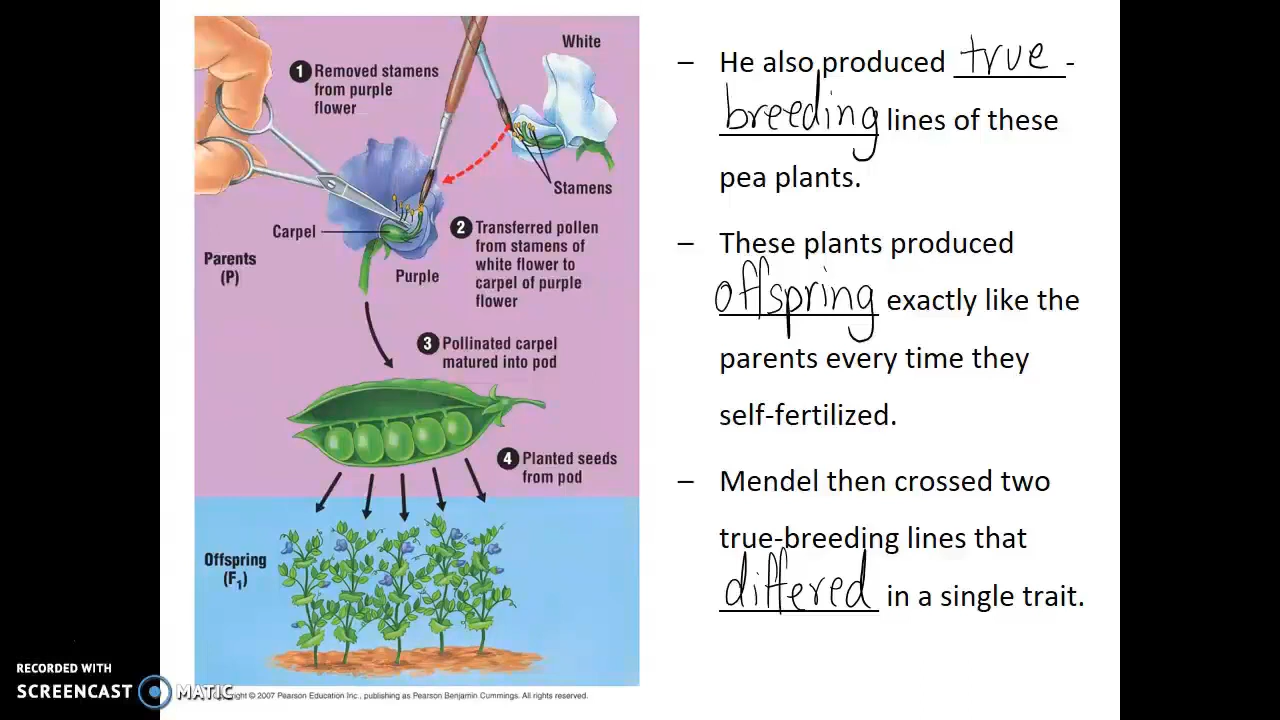 White
1 Removed stamens
from purple
flower
Stamens
Carpel
2 Transferred pollen
from stamens of
white flower to
carpel of purple
flower
Parents
(P)
Purple
3 Pollinated carpel
matured into pod
4 Planted seeds
from pod
Offspring
(F1)
– He also produced true -
breeding lines of these
pea plants.
– These plants produced
offspring exactly like the
parents every time they
self-fertilized.
– Mendel then crossed two
true-breeding lines that
differed in a single trait.
RECORDED WITH
SCREENCAST MATIC
© 2007 Pearson Education Inc., publishing as Pearson Benjamin Cummings. All rights reserved.